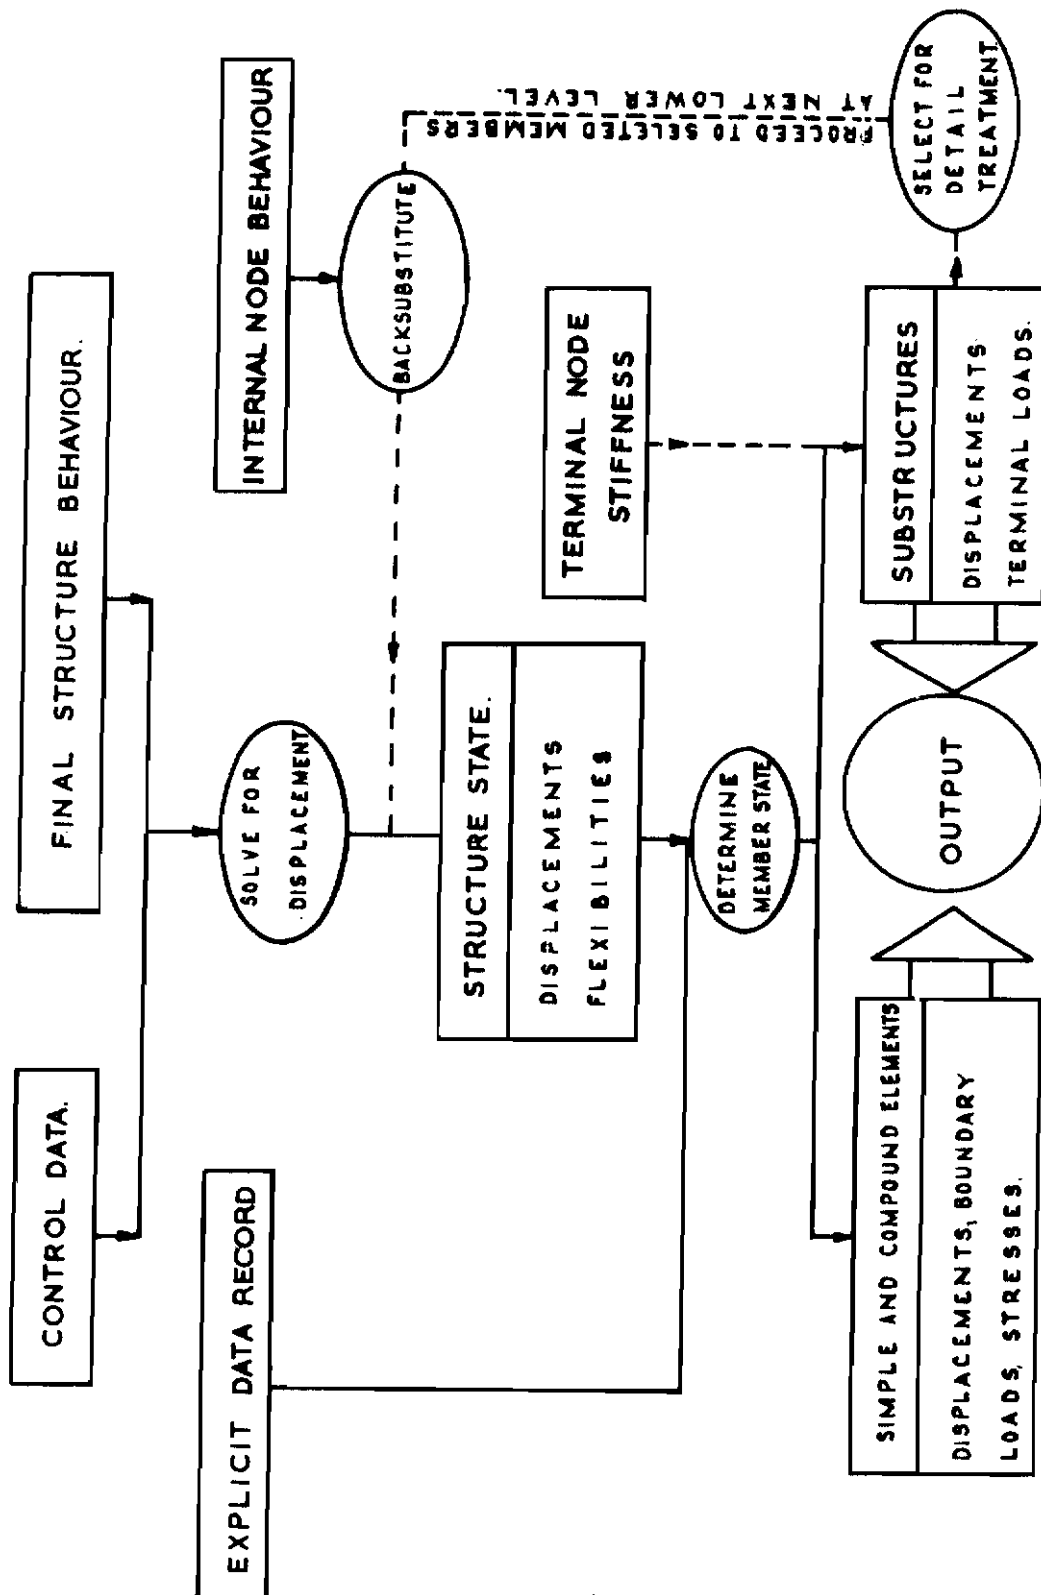 CONTROL DATA.
FINAL STRUCTURE BEHAVIOUR.
EXPLICIT DATA RECORD
SOLVE FOR
DISPLACEMENT
INTERNAL NODE BEHAVIOUR
BACKSUBSTITUTE
PROCEED TO SELETED MEMBERS
AT NEXT LOWER LEVEL.
STRUCTURE STATE.
DISPLACEMENTS
FLEXIBILITIES
TERMINAL NODE
STIFFNESS
DETERMINE
MEMBER STATE
SIMPLE AND COMPOUND ELEMENTS
DISPLACEMENTS, BOUNDARY
LOADS, STRESSES.
OUTPUT
SUBSTRUCTURES
DISPLACEMENTS
TERMINAL LOADS.
SELECT FOR
DETAIL
TREATMENT.